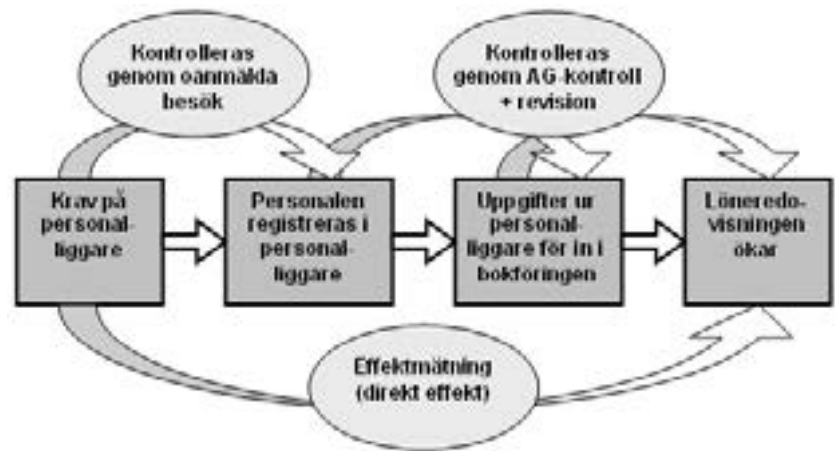 Kontrolleras
genom oanmälda
besök
Kontrolleras
genom AG-kontroll
+ revision
Krav på
personal-
liggare
Personalen
registreras i
personal-
liggare
Uppgifter ur
personal-
liggare för in i
bokföringen
Löneredo-
visningen
ökar
Effektmätning
(direkt effekt)